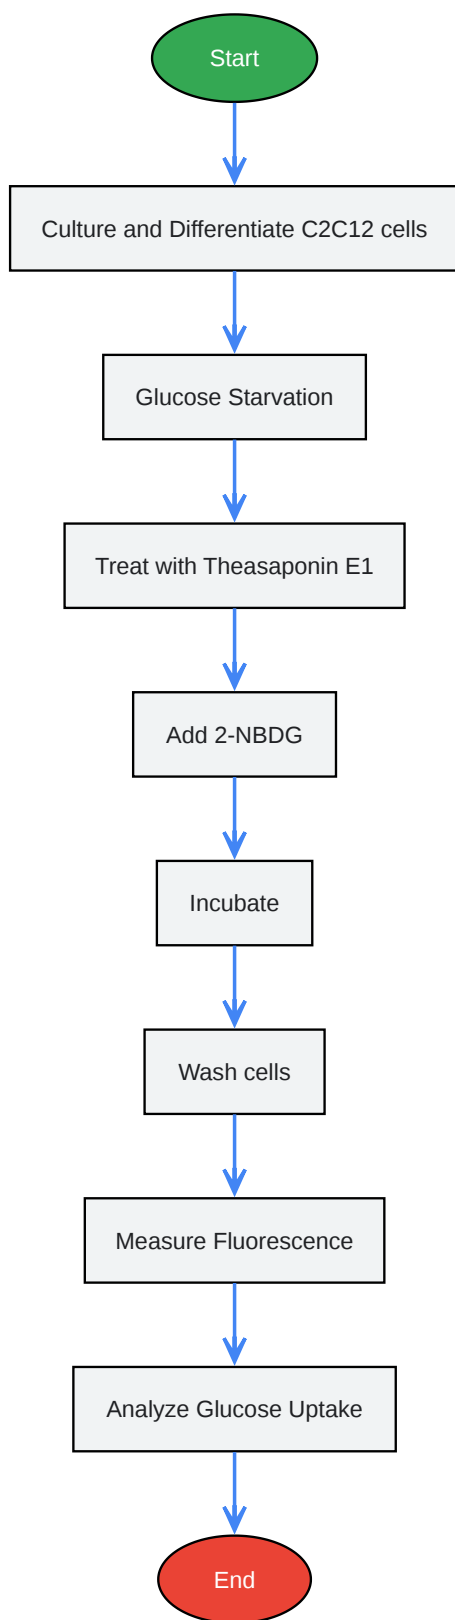 Start
Culture and Differentiate C2C12 cells
Glucose Starvation
Treat with Theasaponin E1
Add 2-NBDG
Incubate
Wash cells
Measure Fluorescence
Analyze Glucose Uptake
End